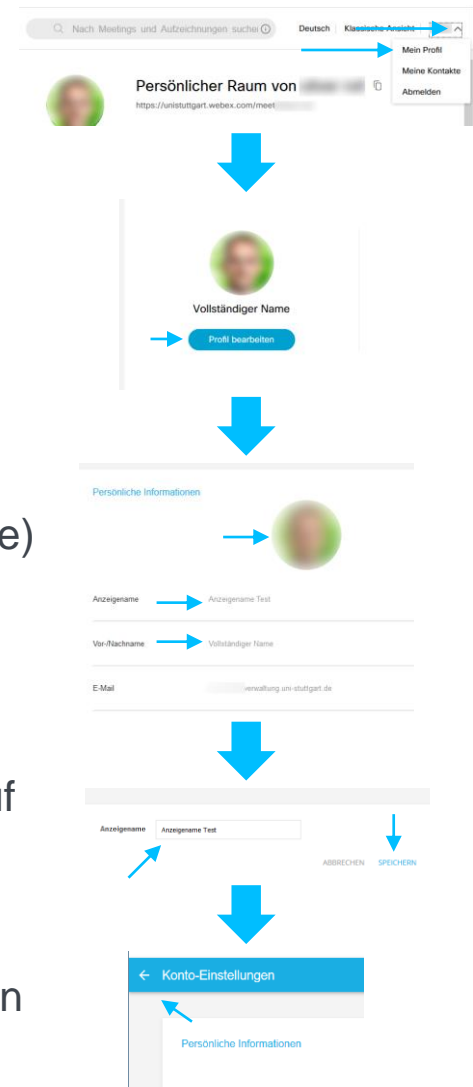 Nach Meetings und Aufzeichnungen suchen
Deutsch
Klassische Ansicht
Mein Profil
Meine Kontakte
Abmelden
Persönlicher Raum von
https://unistuttgart.webex.com/meet
Vollständiger Name
Profil bearbeiten
Persönliche Informationen
e)
Anzeigename Anzeigename Test
Vor-/Nachname Vollständiger Name
E-Mail verwaltung.uni-stuttgart.de
uf
Anzeigename Anzeigename Test
ABBRECHEN SPEICHERN
n
← Konto-Einstellungen
Persönliche Informationen